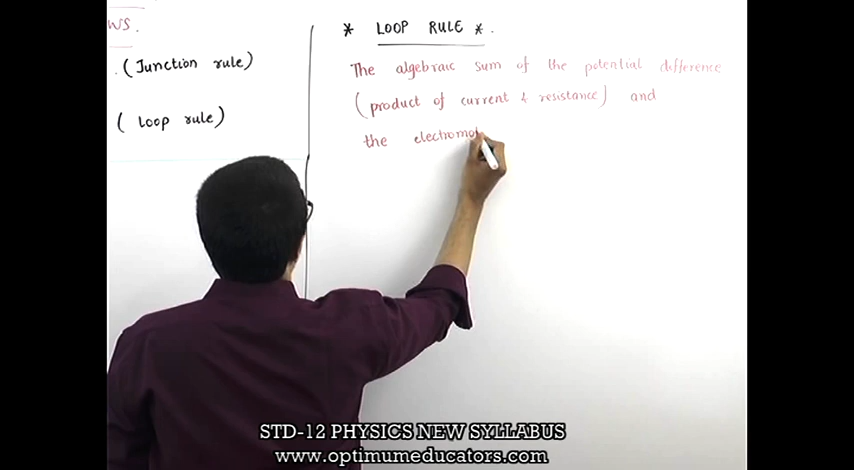 WS.
(Junction rule)
(Loop rule)
* LOOP RULE *.
The algebraic sum of the potential difference
(product of current & resistance) and
the electromot
STD-12 PHYSICS NEW SYLLABUS
www.optimumeducators.com